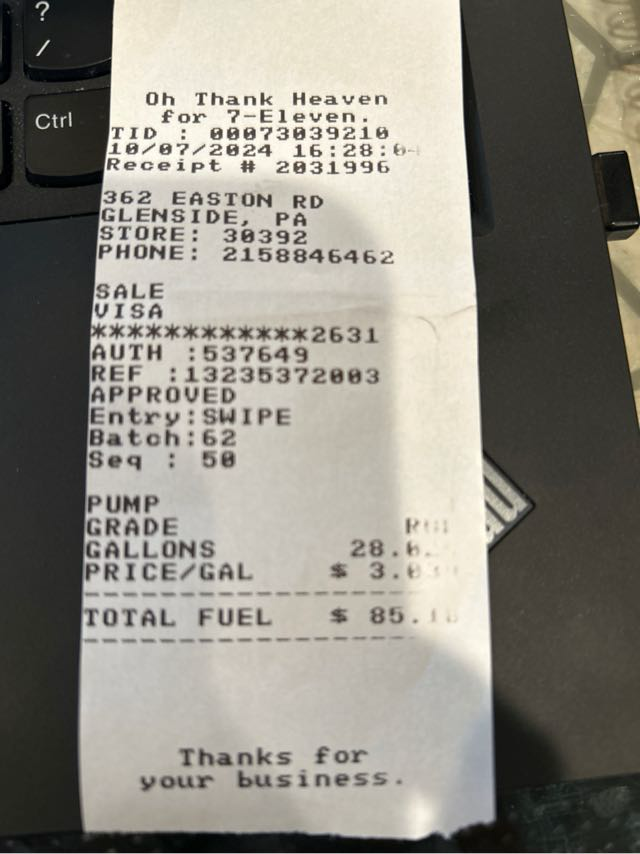 ?
/
Ctrl
Oh Thank Heaven
for 7-Eleven.
TID : 00073039210
10/07/2024
Receipt # 2031996
362 EASTON RD
GLENSIDE, PA
STORE: 30392
PHONE: 2158846462
SALE
VISA
************2631
AUTH :537649
REF :13235372003
APPROVED
Entry:SWIPE
Batch:62
Seq : 50
PUMP
GRADE
GALLONS
PRICE/GAL $
TOTAL FUEL $
Thanks for
your business.